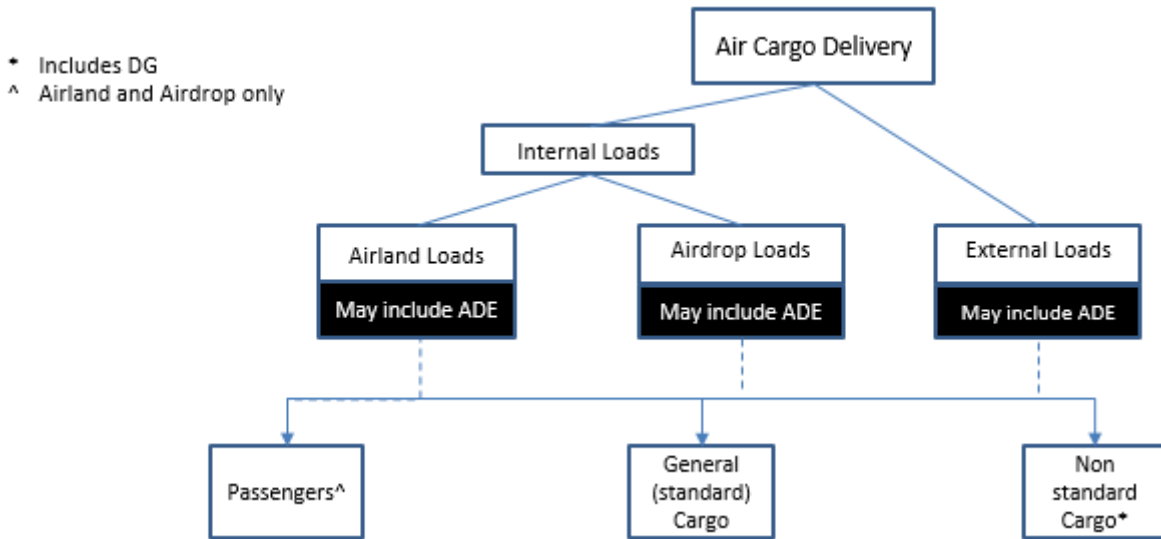 Air Cargo Delivery
* Includes DG
^ Airland and Airdrop only
Internal Loads
Airland Loads
Airdrop Loads
External Loads
May include ADE
May include ADE
May include ADE
Passengers^
General
(standard)
Cargo
Non
standard
Cargo*